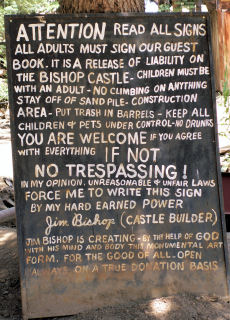 ATTENTION READ ALL SIGNS
ALL ADULTS MUST SIGN OUR GUEST
BOOK. IT IS A RELEASE OF LIABILITY ON
THE BISHOP CASTLE - CHILDREN MUST BE
WITH AN ADULT - NO CLIMBING ON ANYTHING
STAY OFF OF SAND PILE - CONSTRUCTION
AREA - PUT TRASH IN BARRELS - KEEP ALL
CHILDREN & PETS UNDER CONTROL - NO DRUNKS
YOU ARE WELCOME IF YOU AGREE
WITH EVERYTHING IF NOT
NO TRESPASSING!
IN MY OPINION. UNREASONABLE & UNFAIR LAWS
FORCE ME TO WRITE THIS SIGN
BY MY HARD EARNED POWER
Jim Bishop (CASTLE BUILDER)
JIM BISHOP IS CREATING - BY THE HELP OF GOD
WITH HIS MIND AND BODY THIS MONUMENTAL ART
FORM. FOR THE GOOD OF ALL. OPEN
ALWAYS ON A TRUE DONATION BASIS